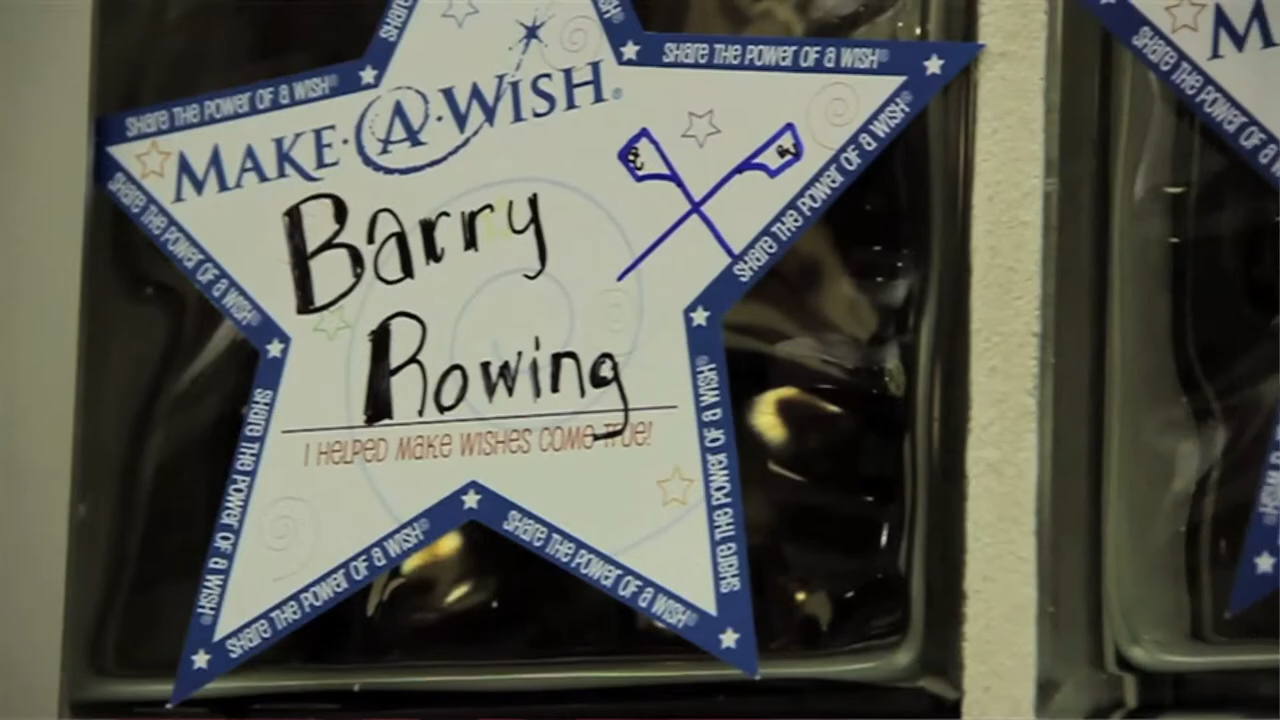 SHARE
SHARE THE POWER OF A WISH®
SHARE THE POWER OF A WISH®
MAKE·A·WISH®
Barry
Rowing
I HELPED MAKE WISHES COME TRUE!
SHARE THE POWER OF A WISH®
SHARE THE POWER OF A WISH®
SHARE THE POWER OF A WISH®
SHARE THE POWER OF A WISH®
SHARE THE POWER OF A WISH®
SHARE THE POWER OF A WISH®
M
SHARE THE POWER OF A
WISH®